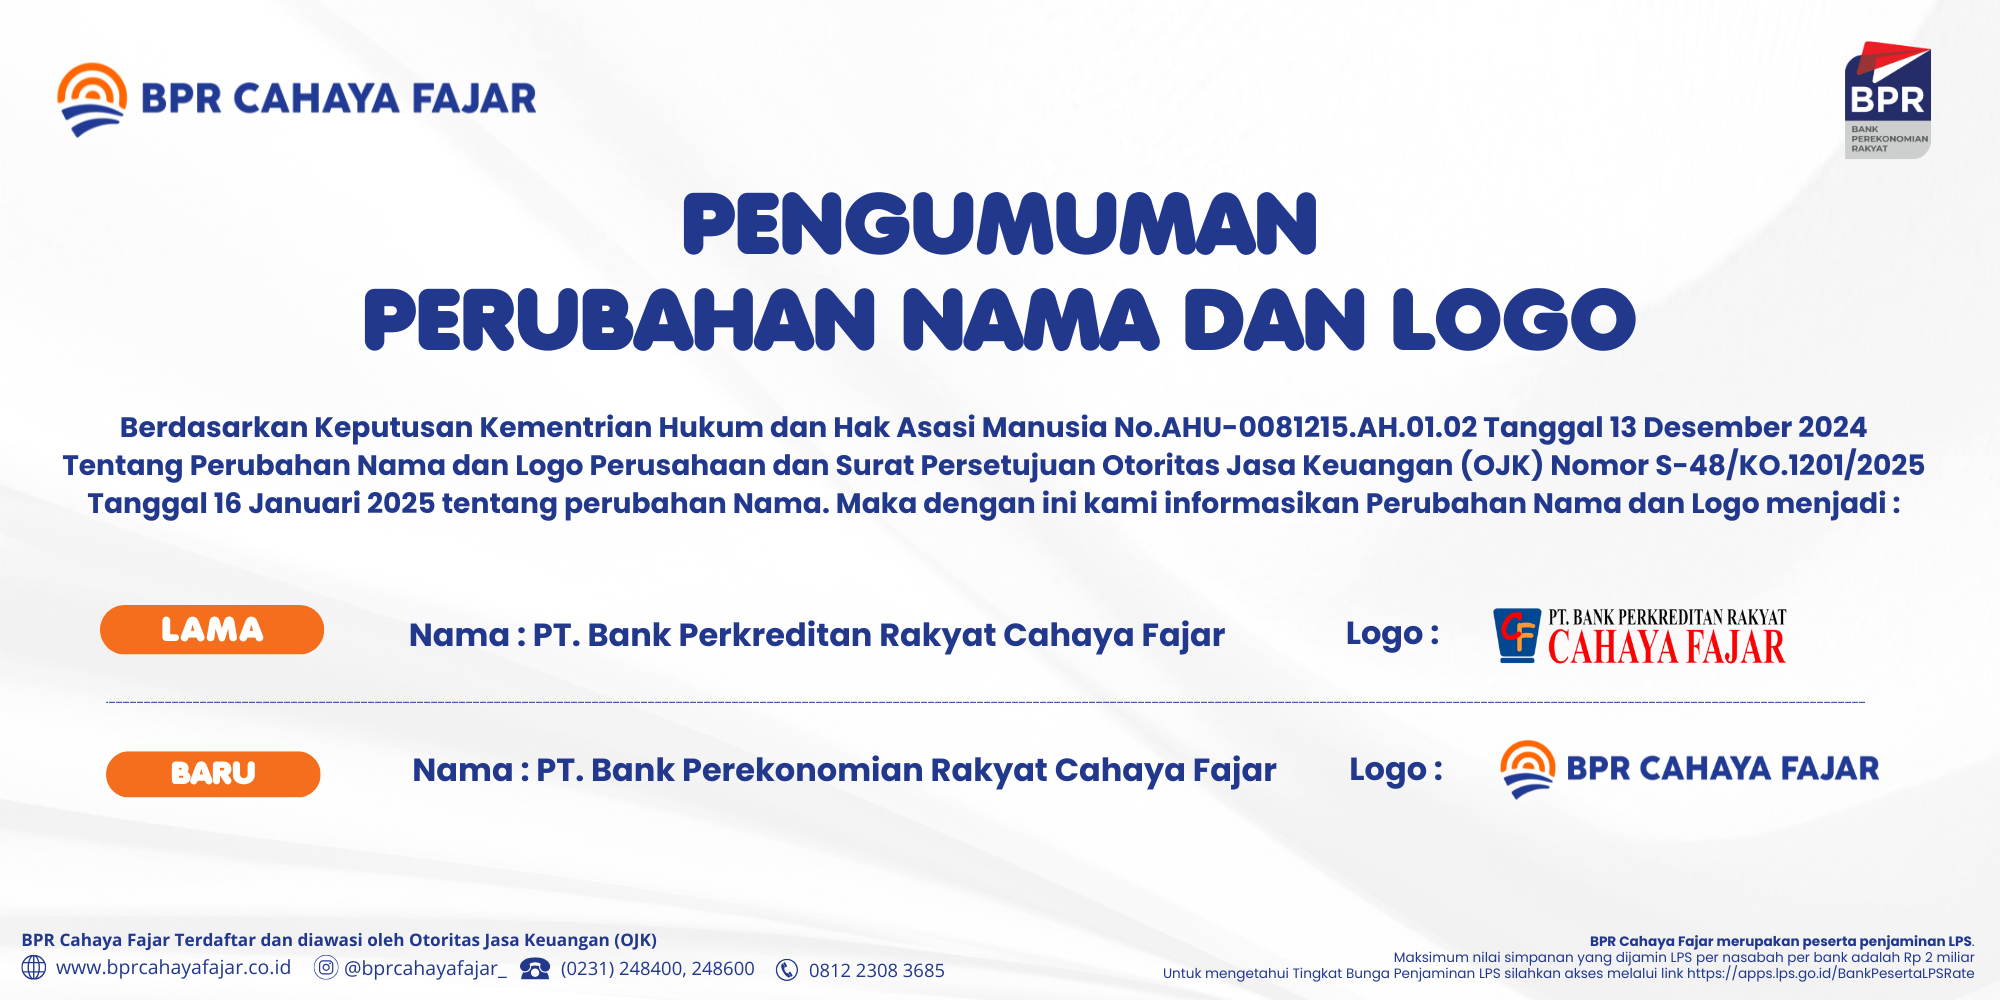 BPR CAHAYA FAJAR
BPR
BANK
PEREKONOMIAN
RAKYAT
PENGUMUMAN
PERUBAHAN NAMA DAN LOGO
Berdasarkan Keputusan Kementrian Hukum dan Hak Asasi Manusia No.AHU-0081215.AH.01.02 Tanggal 13 Desember 2024
Tentang Perubahan Nama dan Logo Perusahaan dan Surat Persetujuan Otoritas Jasa Keuangan (OJK) Nomor S-48/KO.1201/2025
Tanggal 16 Januari 2025 tentang perubahan Nama. Maka dengan ini kami informasikan Perubahan Nama dan Logo menjadi :
LAMA
Nama : PT. Bank Perkreditan Rakyat Cahaya Fajar
Logo :
CF
PT. BANK PERKREDITAN RAKYAT
CAHAYA FAJAR
BARU
Nama : PT. Bank Perekonomian Rakyat Cahaya Fajar
Logo :
BPR CAHAYA FAJAR
BPR Cahaya Fajar Terdaftar dan diawasi oleh Otoritas Jasa Keuangan (OJK)
www.bprcahayafajar.co.id @bprcahayafajar_ (0231) 248400, 248600 0812 2308 3685
BPR Cahaya Fajar merupakan peserta penjaminan LPS.
Maksimum nilai simpanan yang dijamin LPS per nasabah per bank adalah Rp 2 miliar
Untuk mengetahui Tingkat Bunga Penjaminan LPS silahkan akses melalui link https://apps.lps.go.id/BankPesertaLPSRate